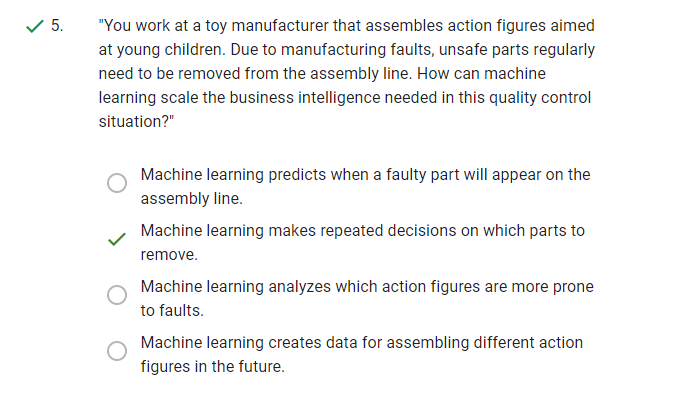 5. "You work at a toy manufacturer that assembles action figures aimed
at young children. Due to manufacturing faults, unsafe parts regularly
need to be removed from the assembly line. How can machine
learning scale the business intelligence needed in this quality control
situation?"
Machine learning predicts when a faulty part will appear on the
assembly line.
Machine learning makes repeated decisions on which parts to
remove.
Machine learning analyzes which action figures are more prone
to faults.
Machine learning creates data for assembling different action
figures in the future.